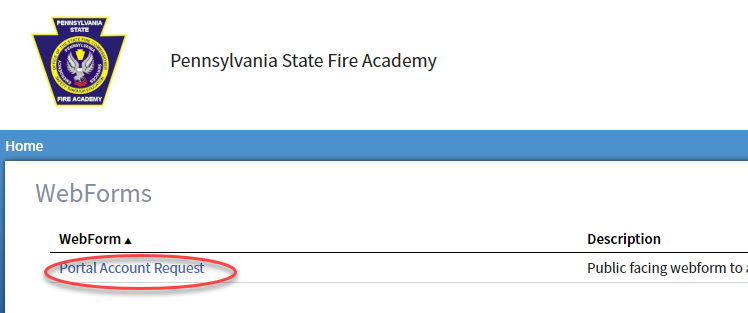 PENNSYLVANIA
STATE
FIRE ACADEMY
Pennsylvania State Fire Academy
Home
WebForms
WebForm ▲ Description
Portal Account Request Public facing webform to a